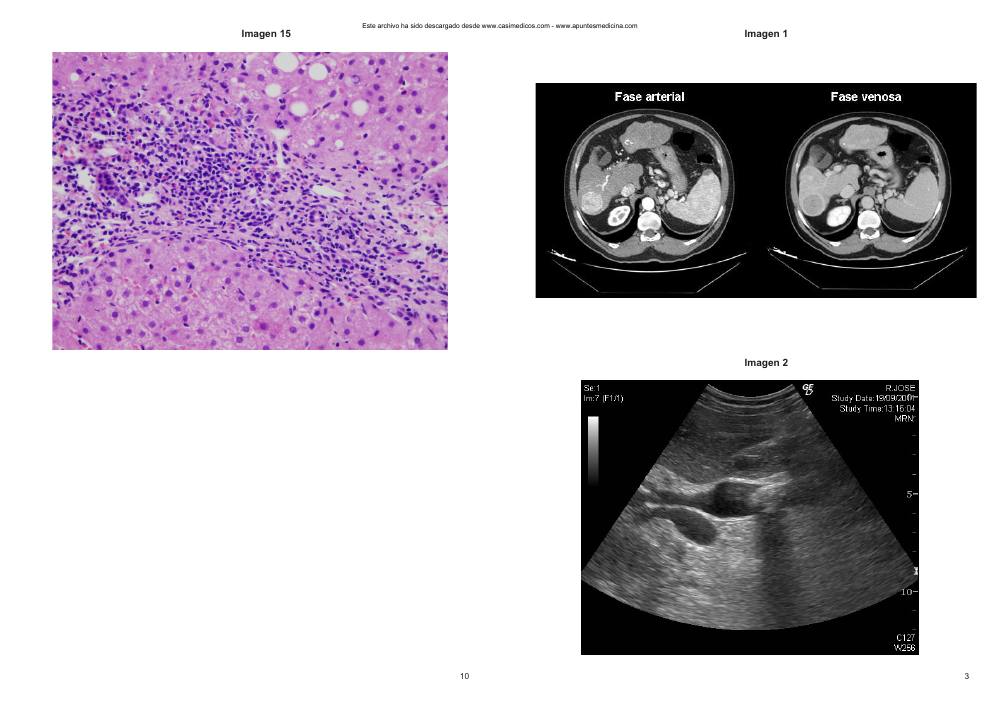 Este archivo ha sido descargado desde www.casimedicos.com - www.apuntesmedicina.com
Imagen 15
Imagen 1
Fase arterial
Fase venosa
Imagen 2
Se:1
Im:7 (F1/1)
R.JOSE
Study Time:13:16:04
MRN:
5
10
C127
W256
10
3